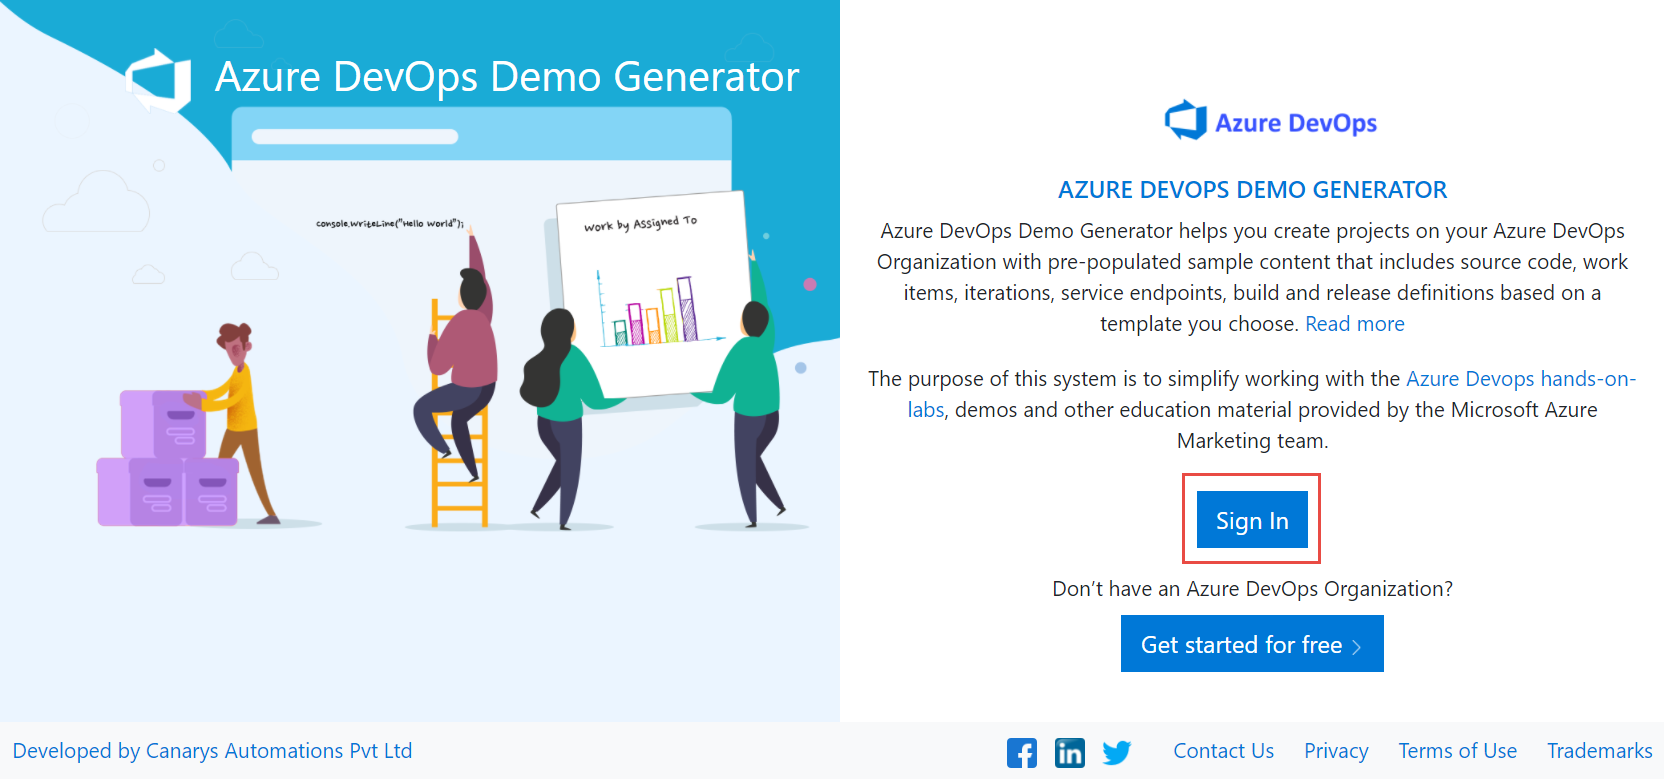 Azure DevOps Demo Generator
console.writeLine("Hello World");
Work by Assigned To
Azure DevOps
AZURE DEVOPS DEMO GENERATOR
Azure DevOps Demo Generator helps you create projects on your Azure DevOps
Organization with pre-populated sample content that includes source code, work
items, iterations, service endpoints, build and release definitions based on a
template you choose. Read more
The purpose of this system is to simplify working with the Azure Devops hands-on-
labs, demos and other education material provided by the Microsoft Azure
Marketing team.
Sign In
Don't have an Azure DevOps Organization?
Get started for free >
Developed by Canarys Automations Pvt Ltd
Contact Us Privacy Terms of Use Trademarks